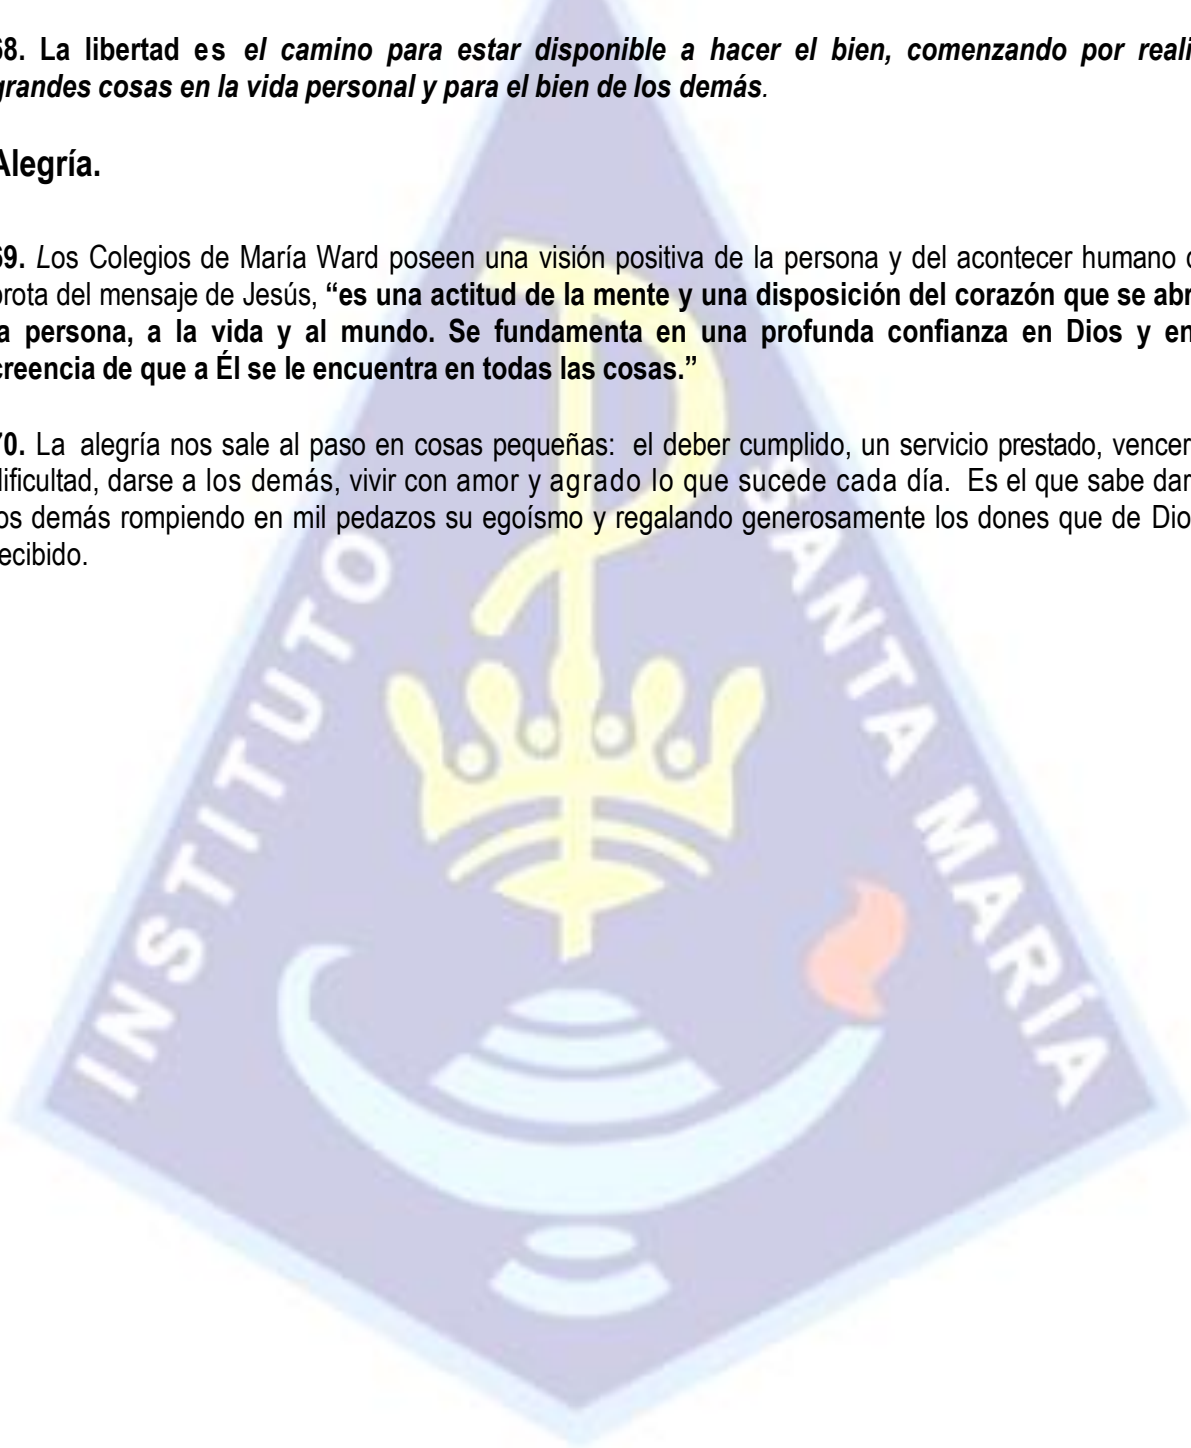 68. La libertad es el camino para estar disponible a hacer el bien, comenzando por reali
grandes cosas en la vida personal y para el bien de los demás.
Alegría.
69. Los Colegios de María Ward poseen una visión positiva de la persona y del acontecer humano
brota del mensaje de Jesús, “es una actitud de la mente y una disposición del corazón que se abr
la persona, a la vida y al mundo. Se fundamenta en una profunda confianza en Dios y en
creencia de que a Él se le encuentra en todas las cosas.”
70. La alegría nos sale al paso en cosas pequeñas: el deber cumplido, un servicio prestado, vencer
dificultad, darse a los demás, vivir con amor y agrado lo que sucede cada día. Es el que sabe dar
los demás rompiendo en mil pedazos su egoísmo y regalando generosamente los dones que de Dio
recibido.
INSTITUTO
SANTA MARÍA